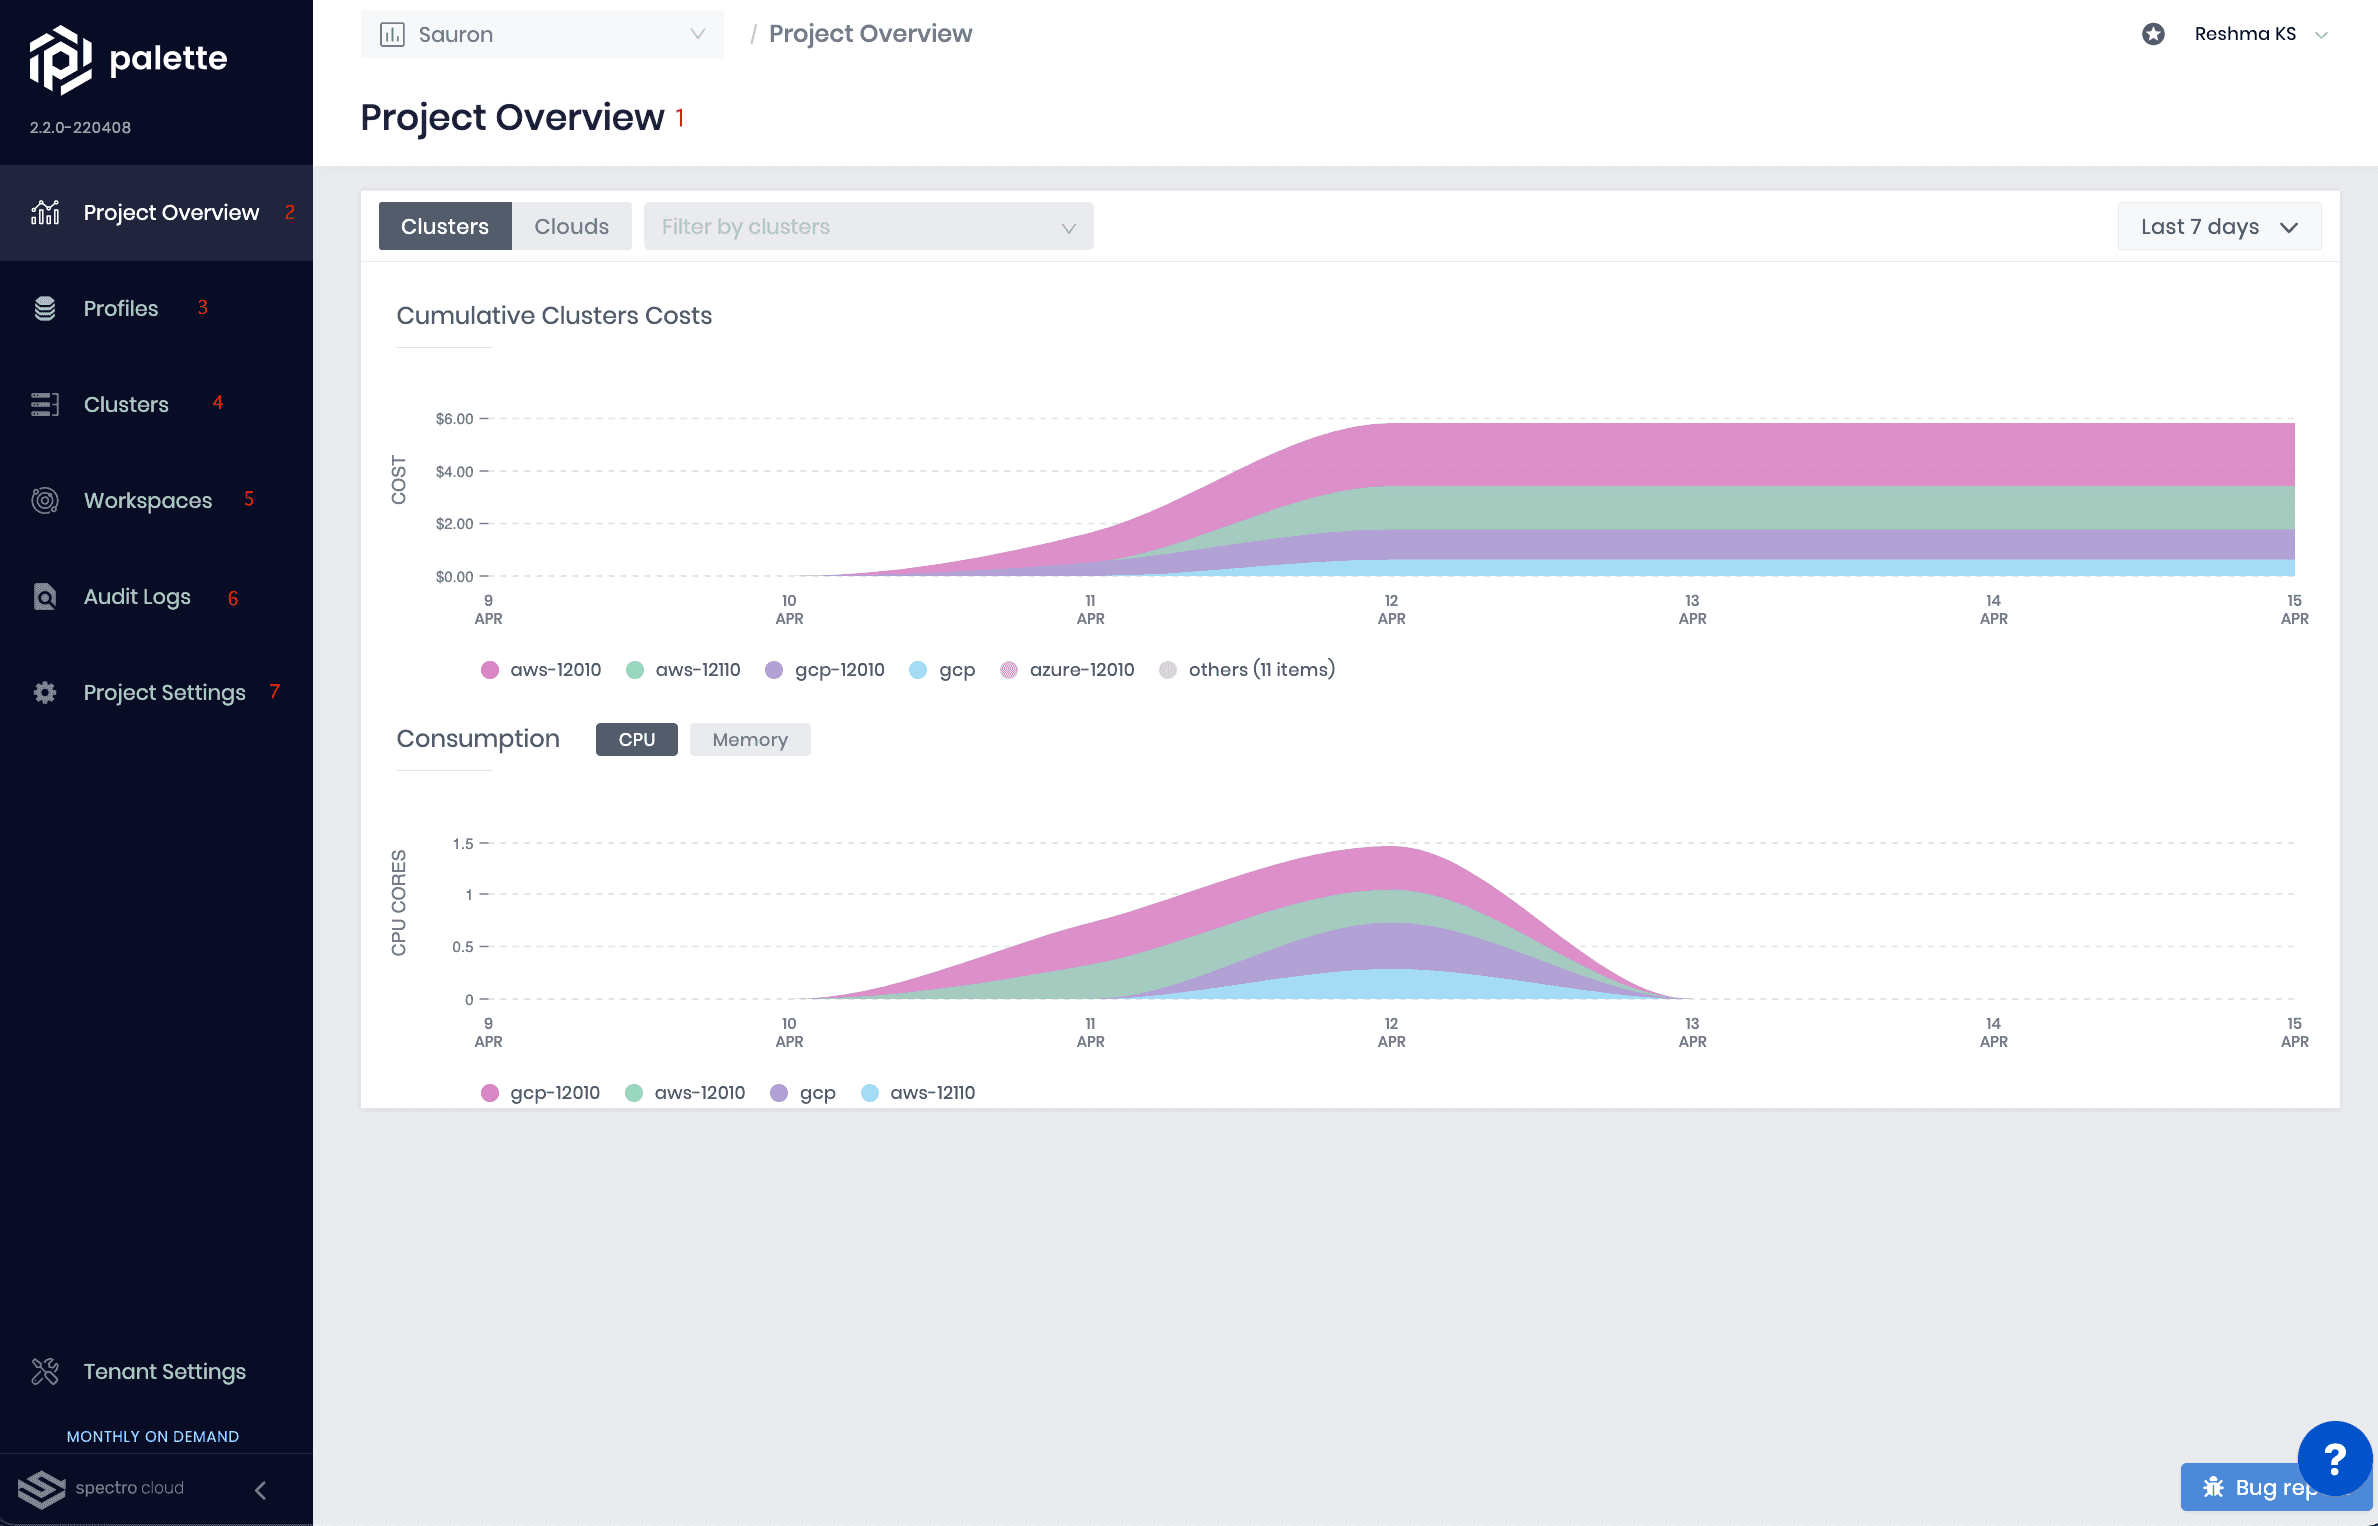 palette
2.2.0-220408
Project Overview 2
Profiles 3
Clusters 4
Workspaces 5
Audit Logs 6
Project Settings 7
Tenant Settings
MONTHLY ON DEMAND
spectro cloud
Sauron / Project Overview
Reshma KS
Project Overview 1
Clusters Clouds Filter by clusters Last 7 days
Cumulative Clusters Costs
COST
$6.00
$4.00
$2.00
$0.00
9 10 11 12 13 14 15
APR APR APR APR APR APR APR
aws-12010 aws-12110 gcp-12010 gcp azure-12010 others (11 items)
Consumption CPU Memory
CPU CORES
1.5
1
0.5
0
9 10 11 12 13 14 15
APR APR APR APR APR APR APR
gcp-12010 aws-12010 gcp aws-12110
?
Bug